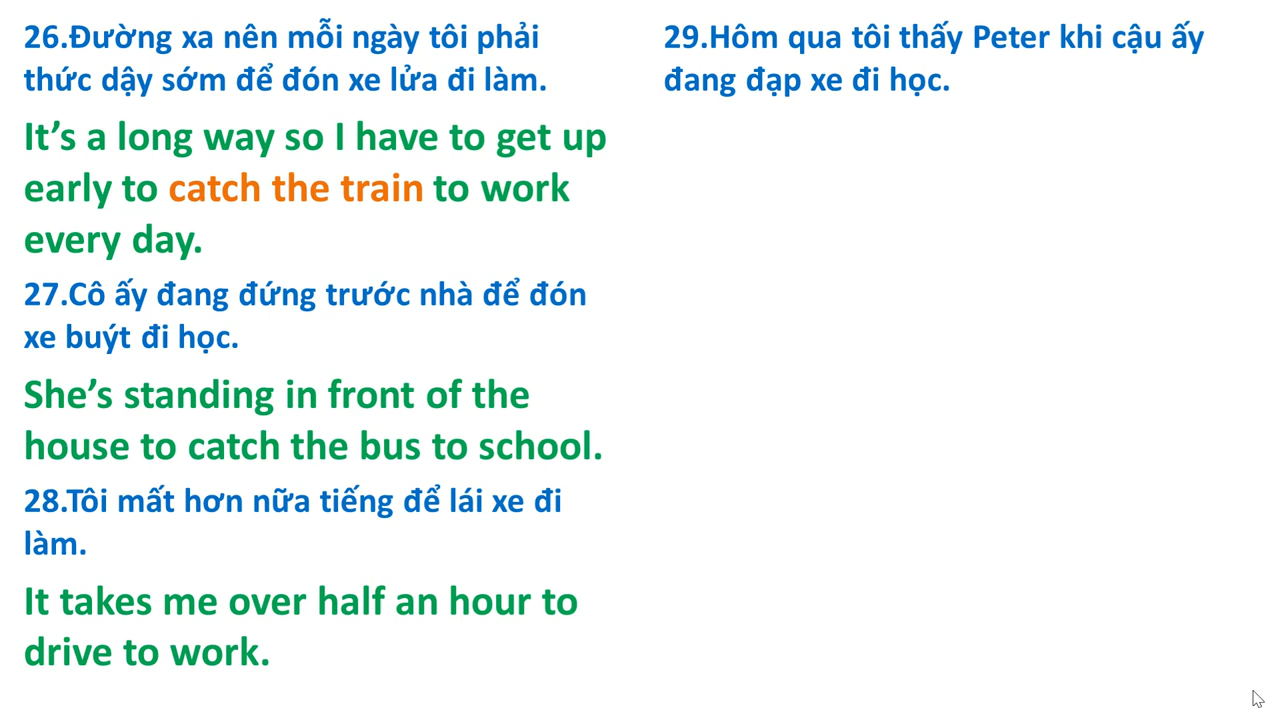 26.Đường xa nên mỗi ngày tôi phải
thức dậy sớm để đón xe lửa đi làm.
It’s a long way so I have to get up
early to catch the train to work
every day.
27.Cô ấy đang đứng trước nhà để đón
xe buýt đi học.
She’s standing in front of the
house to catch the bus to school.
28.Tôi mất hơn nữa tiếng để lái xe đi
làm.
It takes me over half an hour to
drive to work.
29.Hôm qua tôi thấy Peter khi cậu ấy
đang đạp xe đi học.